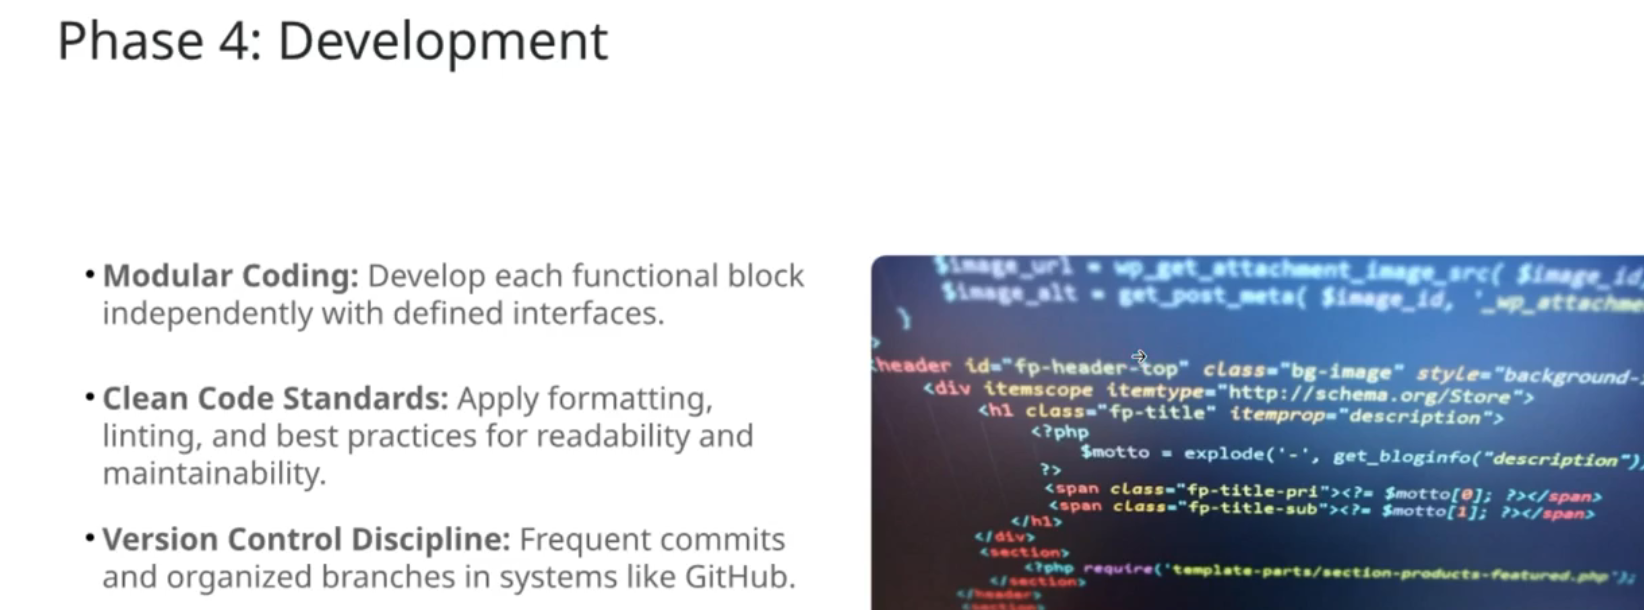 Phase 4: Development
• Modular Coding: Develop each functional block
independently with defined interfaces.
• Clean Code Standards: Apply formatting,
linting, and best practices for readability and
maintainability.
• Version Control Discipline: Frequent commits
and organized branches in systems like GitHub.
$image_url = wp_get_attachment_image_src( $image_id,
$image_alt = get_post_meta( $image_id, '_wp_attachme
}
>
<header id="fp-header-top" class="bg-image" style="background-
<div itemscope itemtype="http://schema.org/Store">
<h1 class="fp-title" itemprop="description">
<?php
$motto = explode('-', get_bloginfo("description")
?>
<span class="fp-title-pri"><?= $motto[0]; ?></span>
<span class="fp-title-sub"><?= $motto[1]; ?></span>
</h1>
</div>
<section>
<?php require('template-parts/section-products-featured.php');
</section>
</header>
<section>